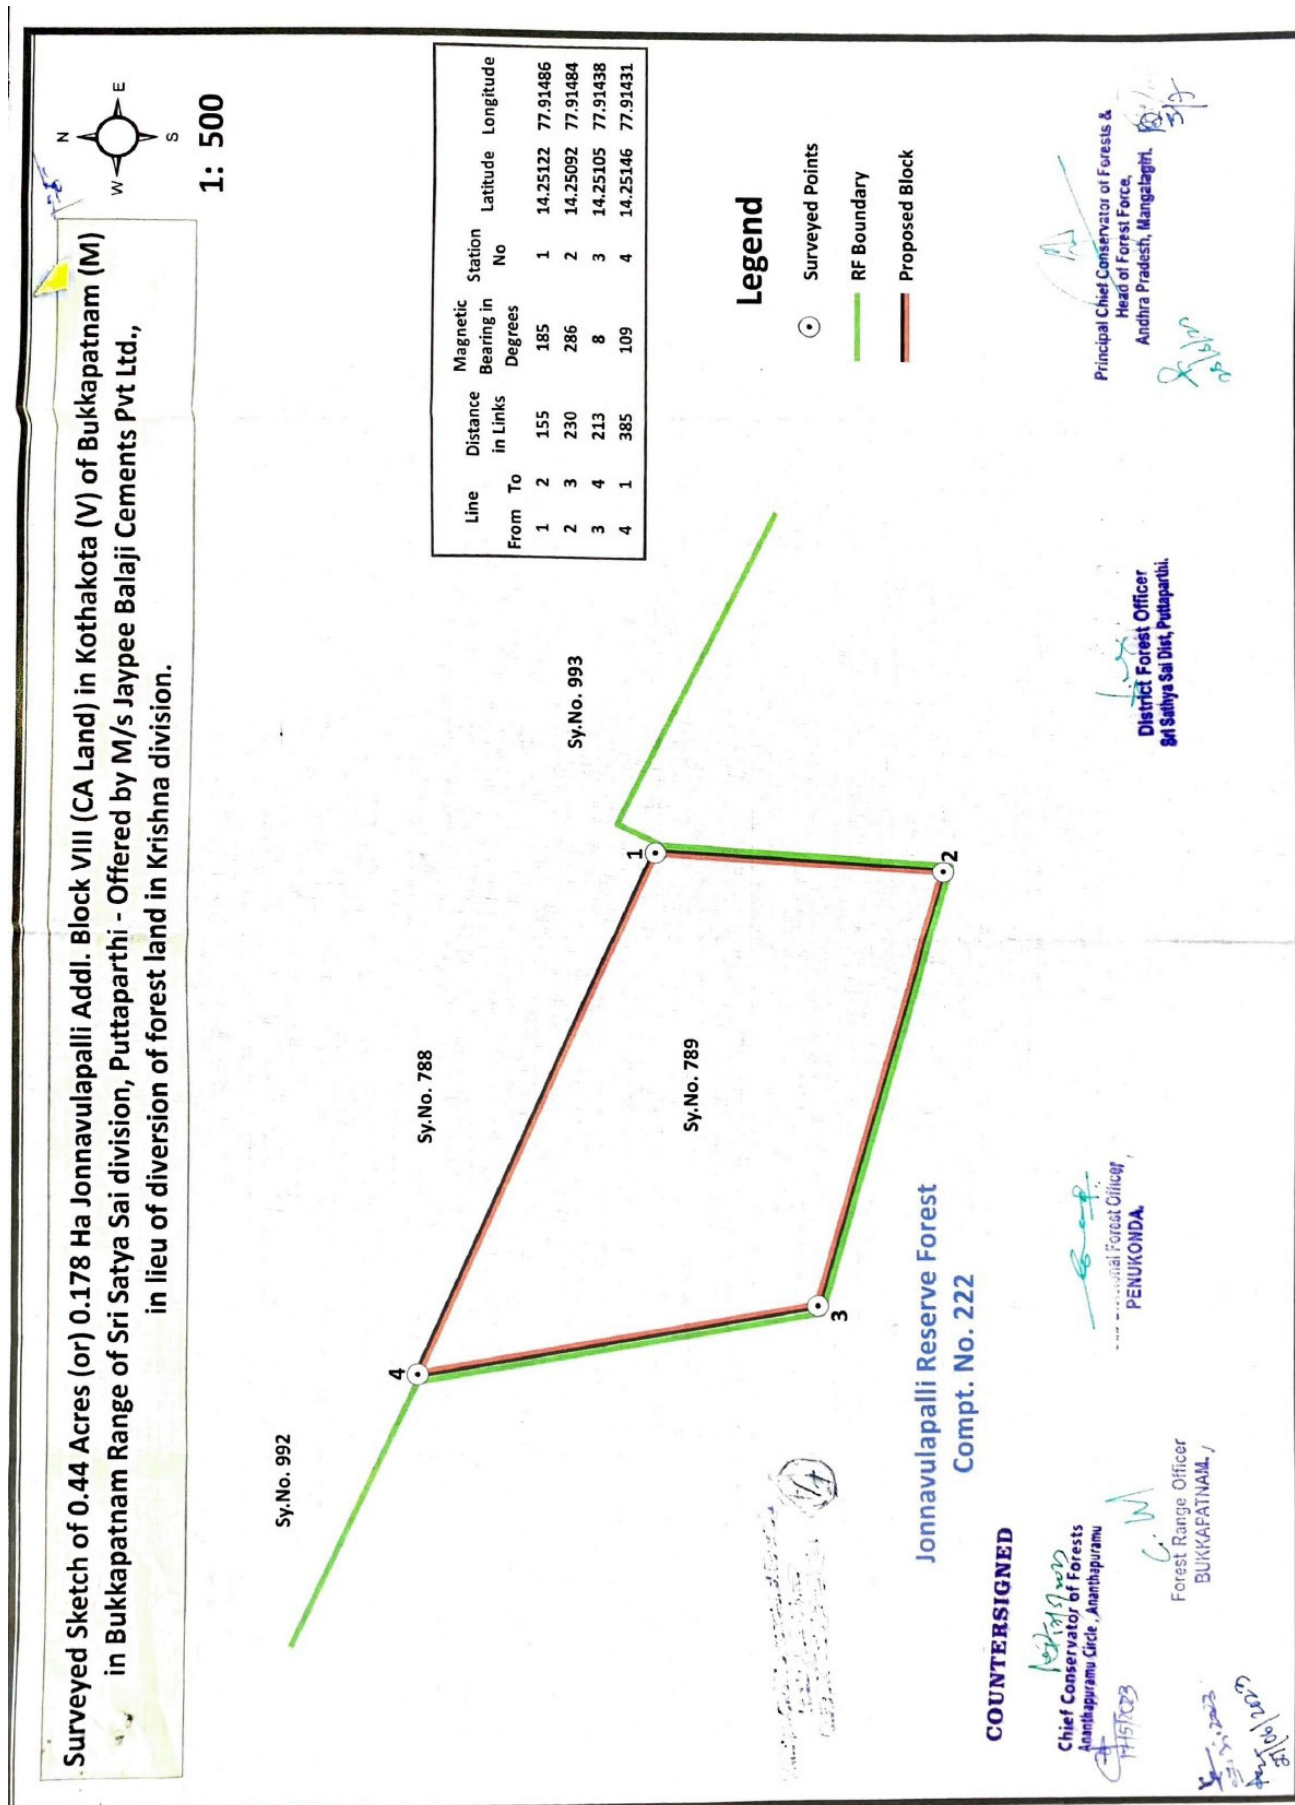 Surveyed Sketch of 0.44 Acres (or) 0.178 Ha Jonnavulapalli Addl. Block VIII (CA Land) in Kothakota (V) of Bukkapatnam (M)
in Bukkapatnam Range of Sri Satya Sai division, Puttaparthi - Offered by M/s Jaypee Balaji Cements Pvt Ltd.,
in lieu of diversion of forest land in Krishna division.
N
W E
S
1: 500
Line Distance in Links Magnetic Bearing in Degrees Station No Latitude Longitude
From To
1 2 155 185 1 14.25122 77.91486
2 3 230 286 2 14.25092 77.91484
3 4 213 8 3 14.25105 77.91438
4 1 385 109 4 14.25146 77.91431
Sy.No. 992
Sy.No. 788
Sy.No. 993
Sy.No. 789
4
1
3
2
Legend
Surveyed Points
RF Boundary
Proposed Block
Jonnavulapalli Reserve Forest
Compt. No. 222
COUNTERSIGNED
Chief Conservator of Forests
Ananthapuramu Circle, Ananthapuramu
17/5/2023
Forest Range Officer
BUKKAPATNAM.,
Forest Officer,
PENUKONDA.
District Forest Officer
Sri Sathya Sai Dist, Puttaparthi.
Principal Chief Conservator of Forests &
Head of Forest Force,
Andhra Pradesh, Mangalagiri.
3/7